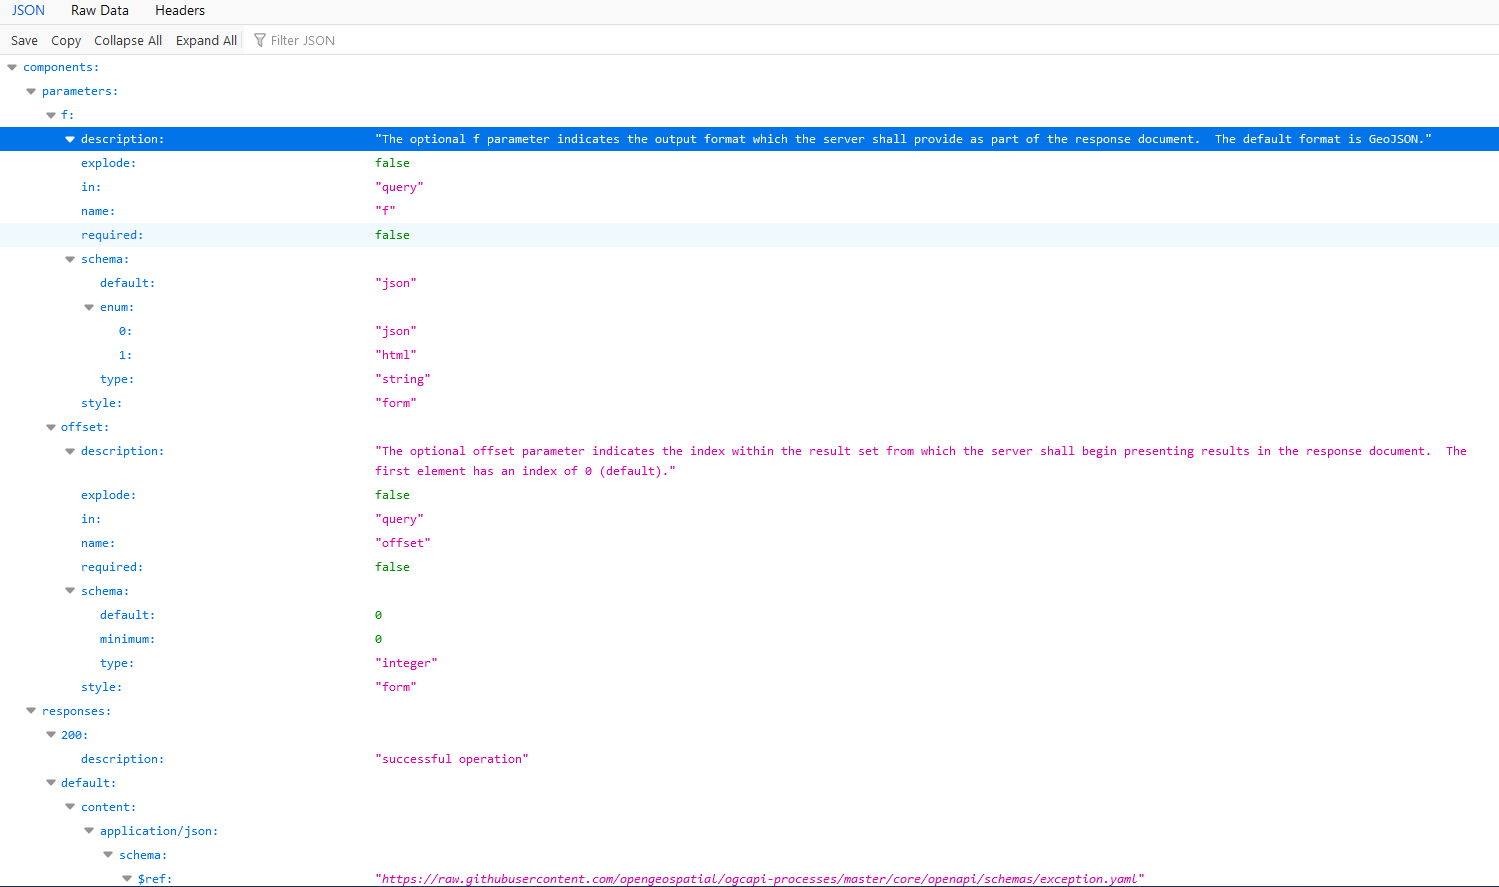 JSON Raw Data Headers
Save Copy Collapse All Expand All Filter JSON
components:
parameters:
f:
description: "The optional f parameter indicates the output format which the server shall provide as part of the response document.  The default format is GeoJSON."
explode: false
in: "query"
name: "f"
required: false
schema:
default: "json"
enum:
0: "json"
1: "html"
type: "string"
style: "form"
offset:
description: "The optional offset parameter indicates the index within the result set from which the server shall begin presenting results in the response document.  The
first element has an index of 0 (default)."
explode: false
in: "query"
name: "offset"
required: false
schema:
default: 0
minimum: 0
type: "integer"
style: "form"
responses:
200:
description: "successful operation"
default:
content:
application/json:
schema:
$ref: "https://raw.githubusercontent.com/opengeospatial/ogcapi-processes/master/core/openapi/schemas/exception.yaml"